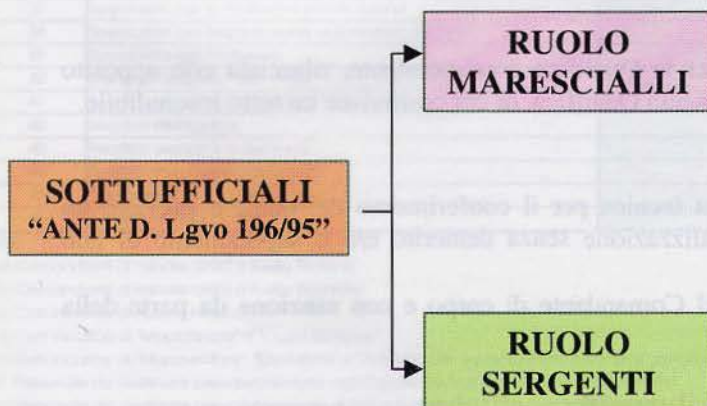 RUOLO
MARESCIALLI
SOTTUFFICIALI
“ANTE D. Lgvo 196/95”
RUOLO
SERGENTI